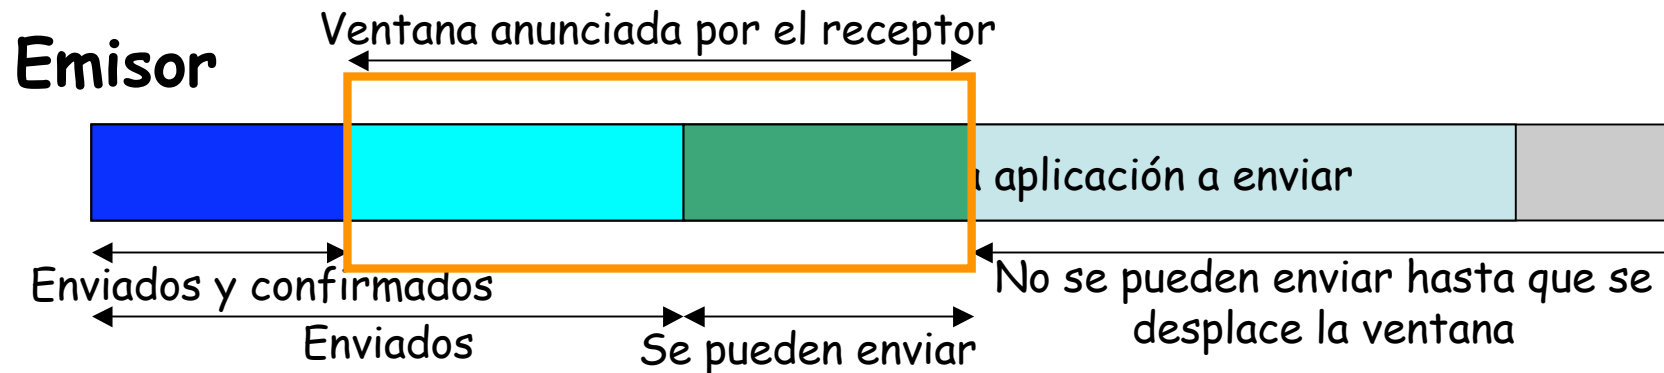 Ventana anunciada por el receptor
Emisor
aplicación a enviar
Enviados y confirmados
No se pueden enviar hasta que se
desplace la ventana
Enviados
Se pueden enviar